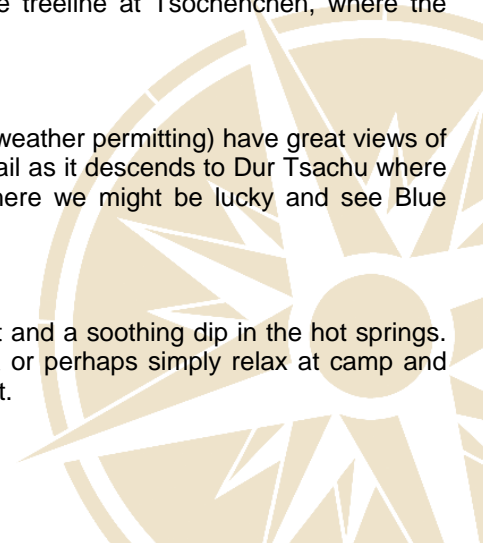 treeline at Tsochenchen, where the
weather permitting) have great views of
ail as it descends to Dur Tsachu where
here we might be lucky and see Blue
and a soothing dip in the hot springs.
or perhaps simply relax at camp and
t.